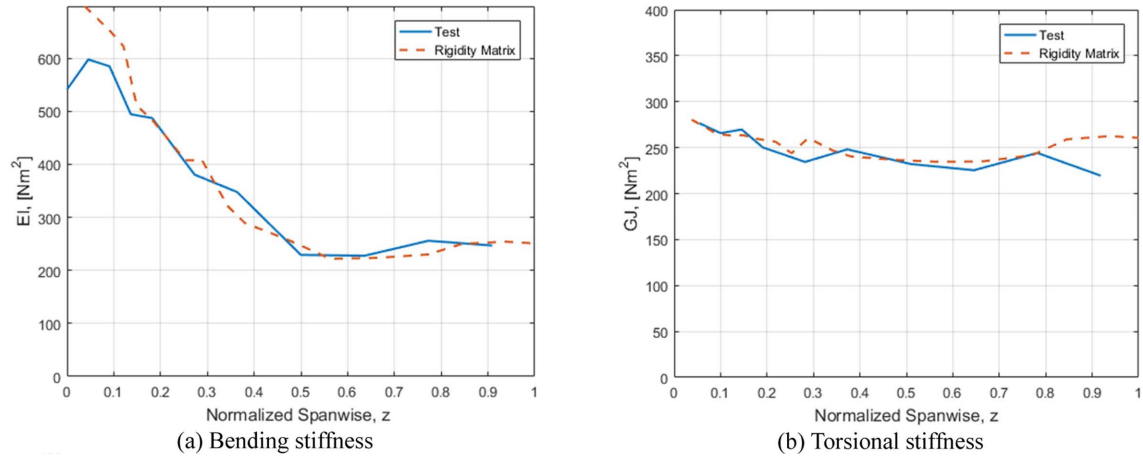 Test
Rigidity Matrix
600
500
400
300
200
100
0
EI, [Nm²]
0 0.1 0.2 0.3 0.4 0.5 0.6 0.7 0.8 0.9 1
Normalized Spanwise, z
(a) Bending stiffness
400
350
300
250
200
150
100
50
0
GJ, [Nm²]
Test
Rigidity Matrix
0 0.1 0.2 0.3 0.4 0.5 0.6 0.7 0.8 0.9 1
Normalized Spanwise, z
(b) Torsional stiffness